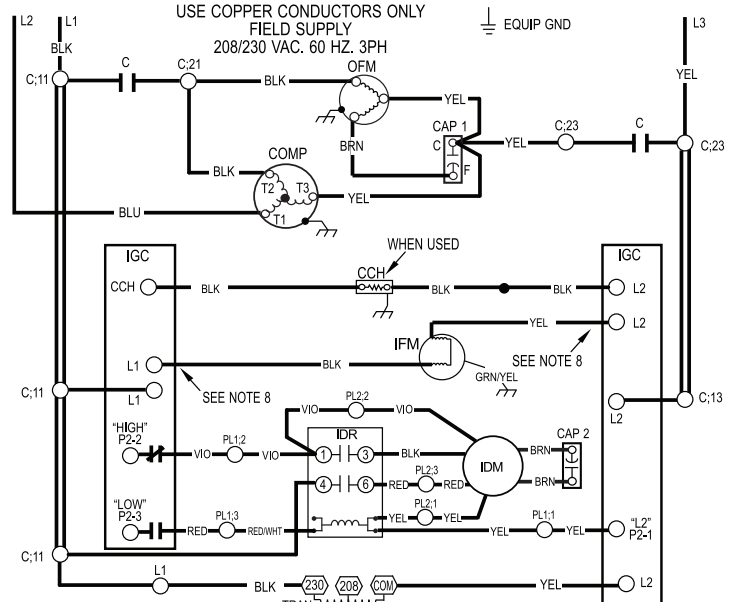 USE COPPER CONDUCTORS ONLY
FIELD SUPPLY
208/230 VAC. 60 HZ. 3PH
L2
L1
BLK
EQUIP GND
L3
YEL
C;11
C
C;21
BLK
OFM
YEL
BRN
CAP 1
C
F
YEL
C;23
C
C;23
BLK
COMP
T2
T3
T1
YEL
BLU
IGC
WHEN USED
IGC
CCH
BLK
CCH
BLK
BLK
L2
YEL
L2
IFM
SEE NOTE 8
L1
BLK
GRN/YEL
C;11
L1
SEE NOTE 8
L2
C;13
VIO
PL2;2
VIO
"HIGH"
P2-2
VIO
PL1;2
VIO
IDR
1
3
BLK
IDM
BRN
CAP 2
BRN
4
6
RED
PL2;3
RED
"LOW"
P2-3
RED
PL1;3
RED/WHT
YEL
PL2;1
YEL
YEL
PL1;1
YEL
"L2"
P2-1
C;11
L1
BLK
230
208
COM
YEL
L2
TRAN